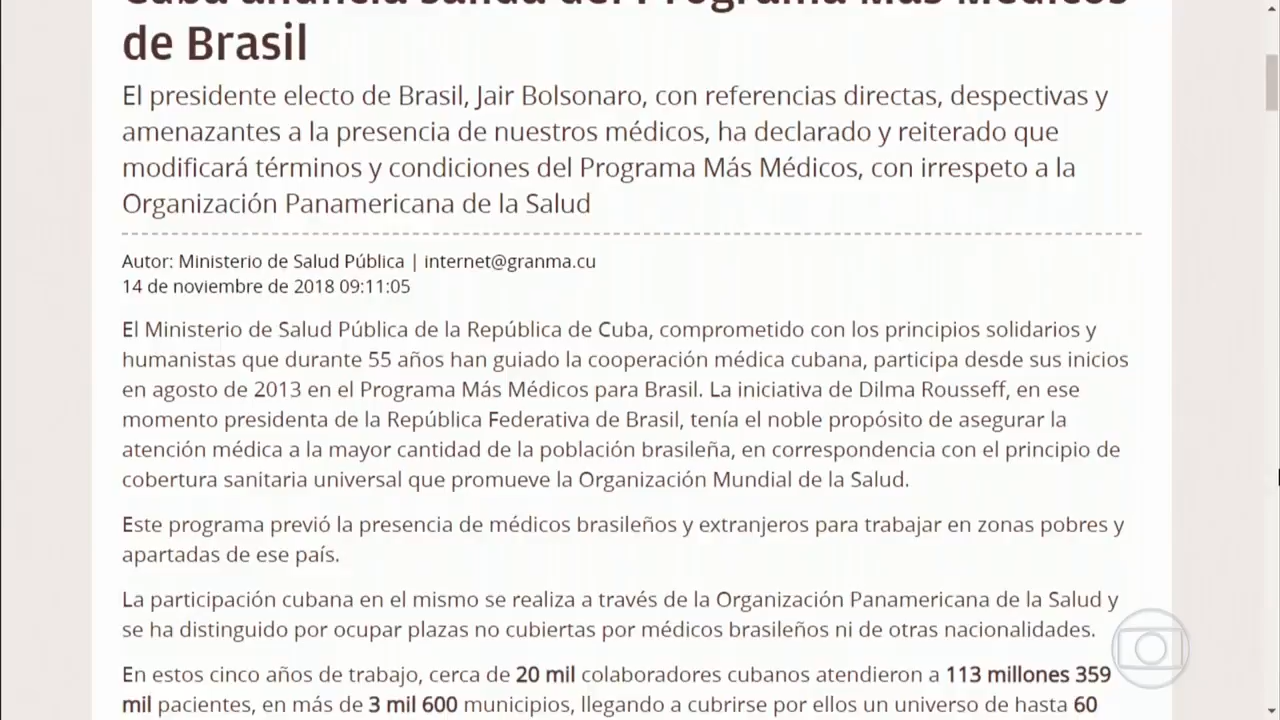 Cuba anuncia salida del Programa Más Médicos
de Brasil
El presidente electo de Brasil, Jair Bolsonaro, con referencias directas, despectivas y
amenazantes a la presencia de nuestros médicos, ha declarado y reiterado que
modificará términos y condiciones del Programa Más Médicos, con irrespeto a la
Organización Panamericana de la Salud
Autor: Ministerio de Salud Pública | internet@granma.cu
14 de noviembre de 2018 09:11:05
El Ministerio de Salud Pública de la República de Cuba, comprometido con los principios solidarios y
humanistas que durante 55 años han guiado la cooperación médica cubana, participa desde sus inicios
en agosto de 2013 en el Programa Más Médicos para Brasil. La iniciativa de Dilma Rousseff, en ese
momento presidenta de la República Federativa de Brasil, tenía el noble propósito de asegurar la
atención médica a la mayor cantidad de la población brasileña, en correspondencia con el principio de
cobertura sanitaria universal que promueve la Organización Mundial de la Salud.
Este programa previó la presencia de médicos brasileños y extranjeros para trabajar en zonas pobres y
apartadas de ese país.
La participación cubana en el mismo se realiza a través de la Organización Panamericana de la Salud y
se ha distinguido por ocupar plazas no cubiertas por médicos brasileños ni de otras nacionalidades.
En estos cinco años de trabajo, cerca de 20 mil colaboradores cubanos atendieron a 113 millones 359
mil pacientes, en más de 3 mil 600 municipios, llegando a cubrirse por ellos un universo de hasta 60